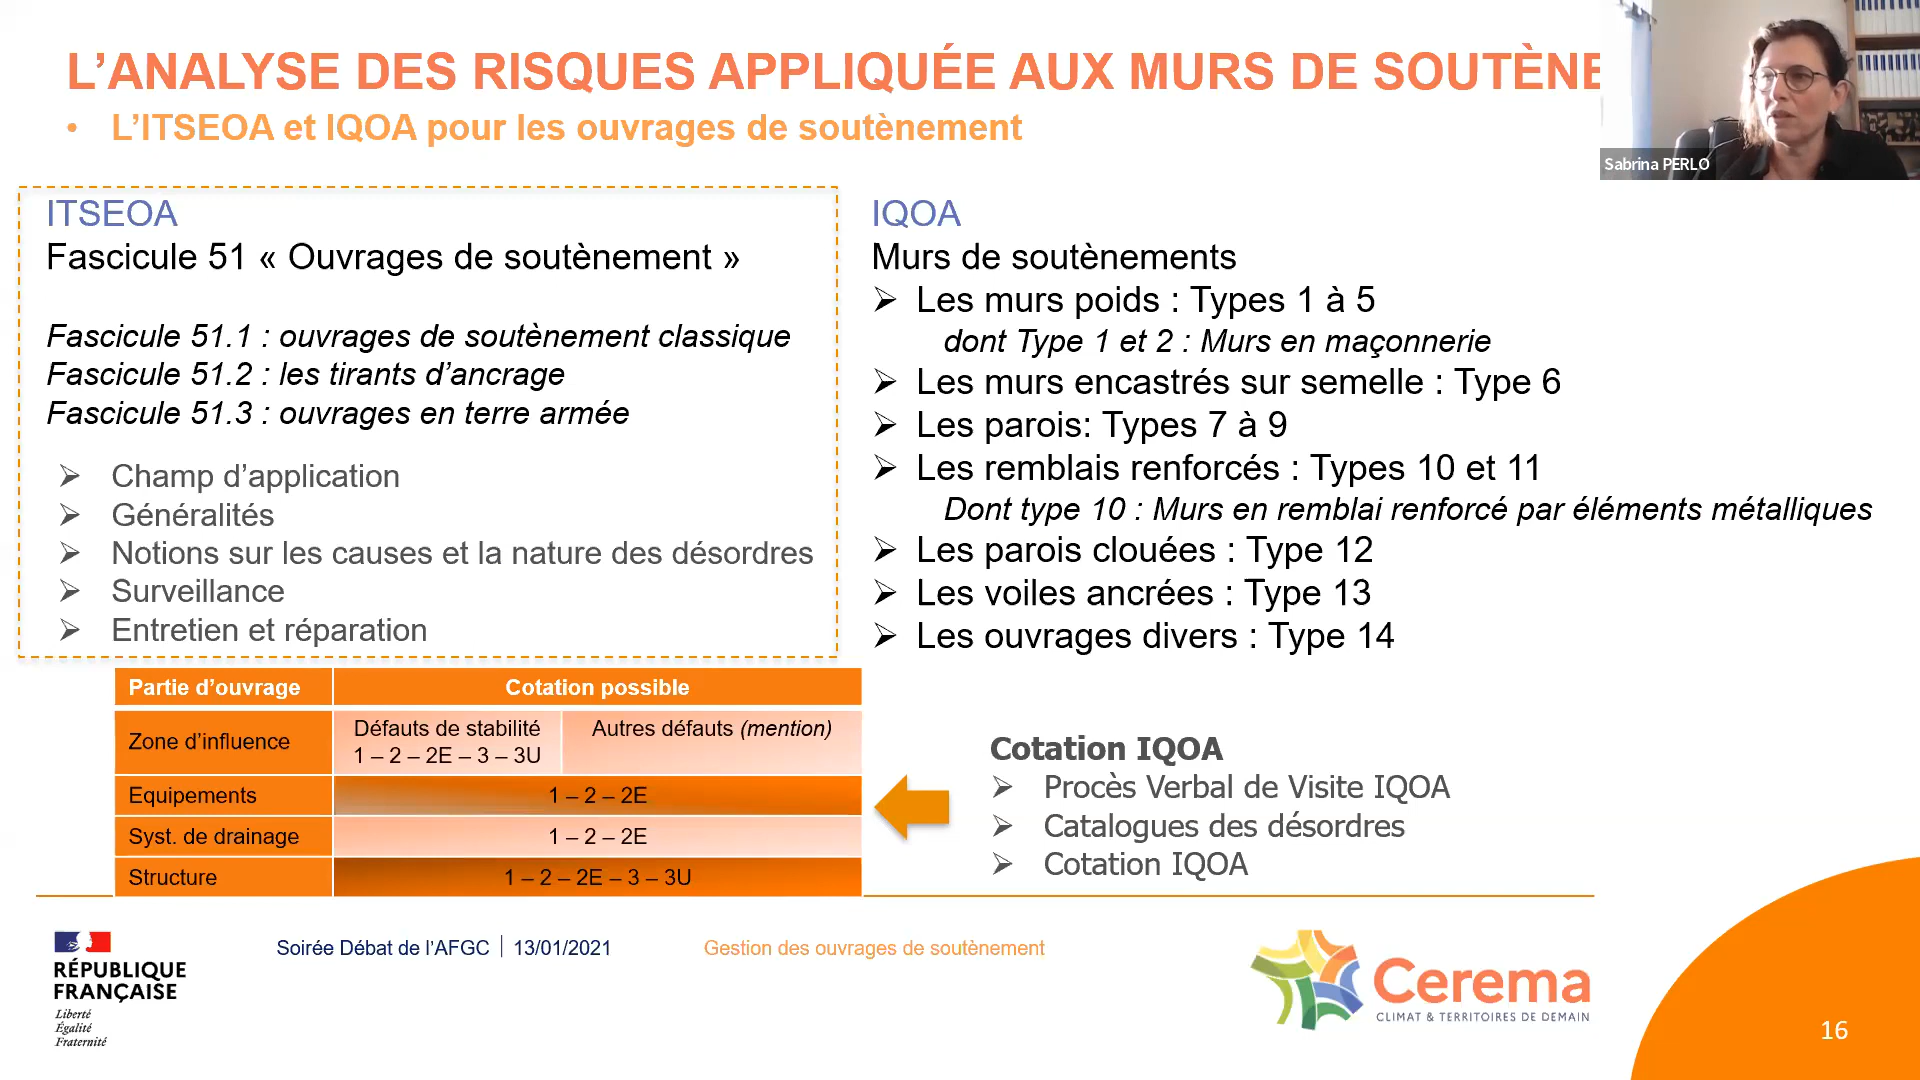 L’ANALYSE DES RISQUES APPLIQUÉE AUX MURS DE SOUTÈNE
• L’ITSEOA et IQOA pour les ouvrages de soutènement
Sabrina PERLO
ITSEOA
Fascicule 51 « Ouvrages de soutènement »
Fascicule 51.1 : ouvrages de soutènement classique
Fascicule 51.2 : les tirants d’ancrage
Fascicule 51.3 : ouvrages en terre armée
Champ d’application
Généralités
Notions sur les causes et la nature des désordres
Surveillance
Entretien et réparation
IQOA
Murs de soutènements
Les murs poids : Types 1 à 5
dont Type 1 et 2 : Murs en maçonnerie
Les murs encastrés sur semelle : Type 6
Les parois: Types 7 à 9
Les remblais renforcés : Types 10 et 11
Dont type 10 : Murs en remblai renforcé par éléments métalliques
Les parois clouées : Type 12
Les voiles ancrées : Type 13
Les ouvrages divers : Type 14
Partie d’ouvrage Cotation possible
Zone d’influence
Défauts de stabilité
1 – 2 – 2E – 3 – 3U
Autres défauts (mention)
Equipements 1 – 2 – 2E
Syst. de drainage 1 – 2 – 2E
Structure 1 – 2 – 2E – 3 – 3U
Cotation IQOA
Procès Verbal de Visite IQOA
Catalogues des désordres
Cotation IQOA
RÉPUBLIQUE
FRANÇAISE
Liberté
Égalité
Fraternité
Soirée Débat de l’AFGC | 13/01/2021
Gestion des ouvrages de soutènement
Cerema
CLIMAT & TERRITOIRES DE DEMAIN
16